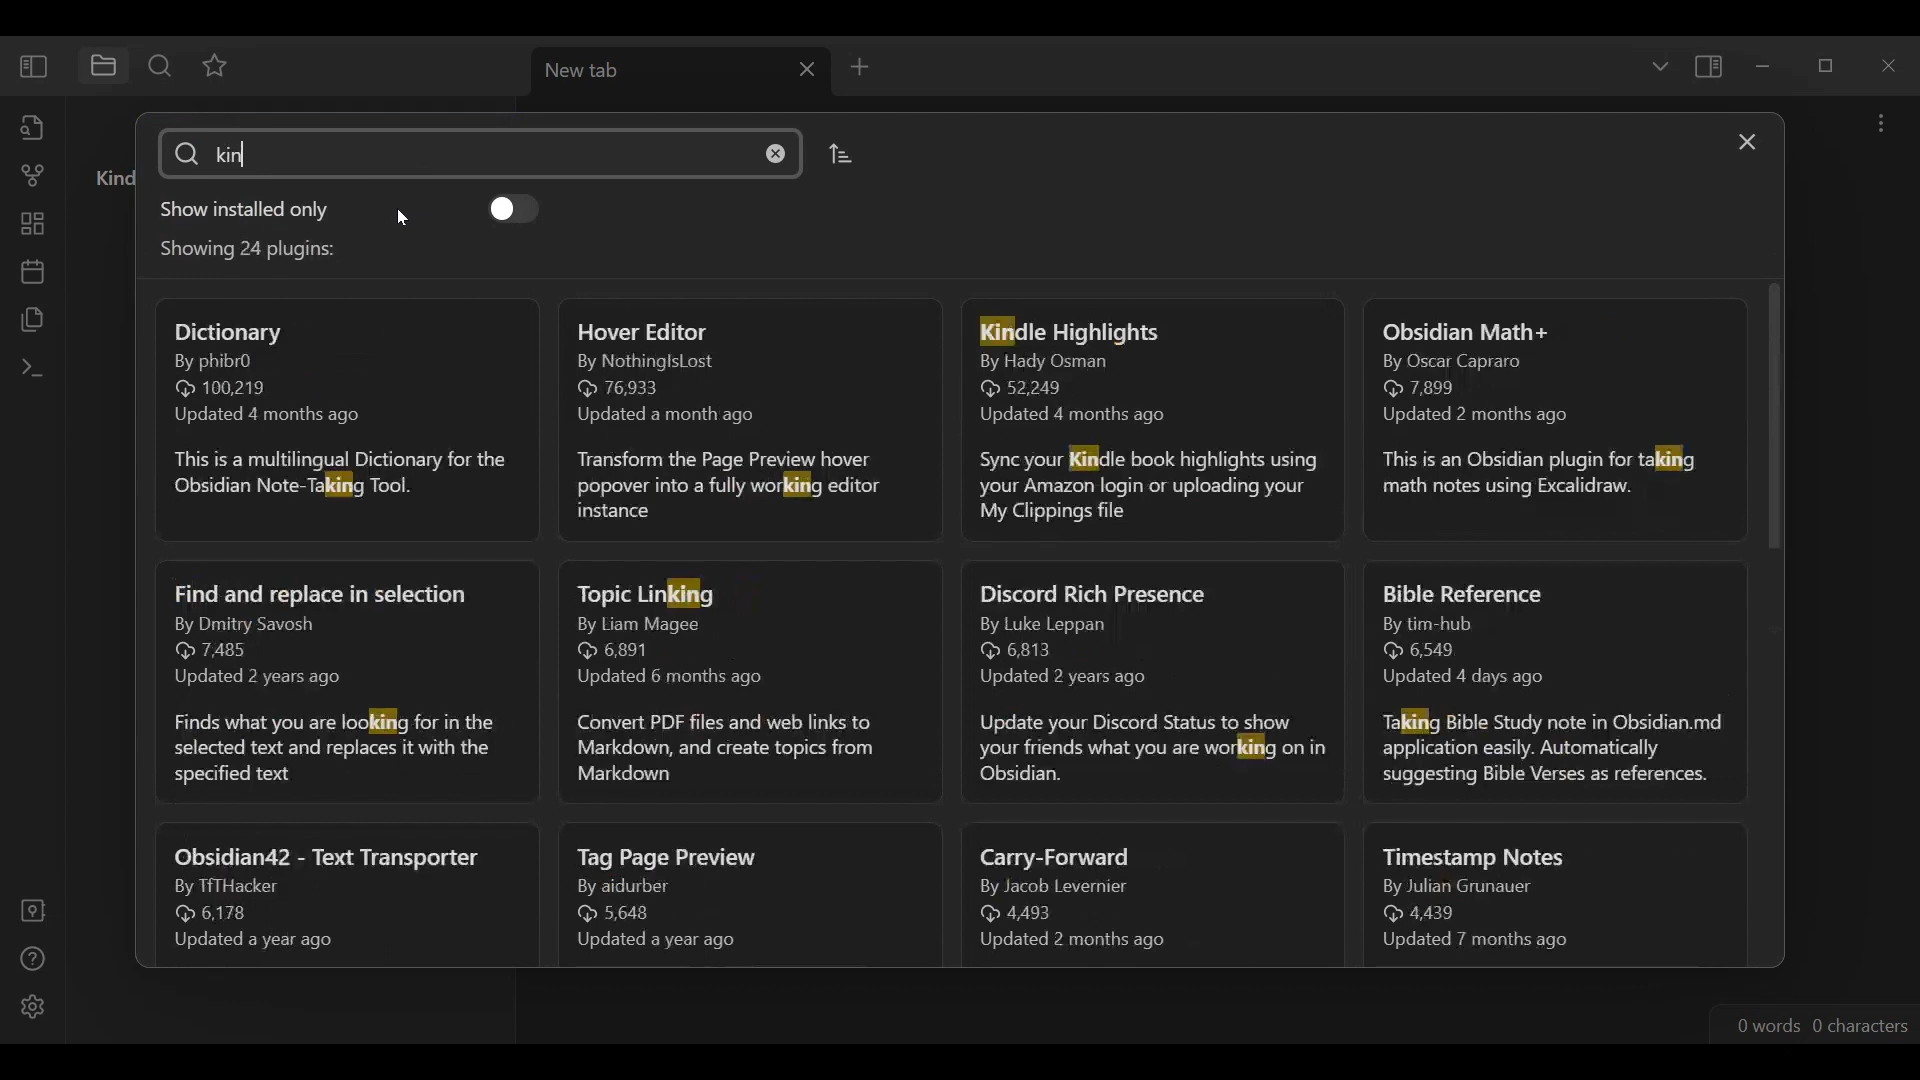 New tab
kin
Kind
Show installed only
Showing 24 plugins:
Dictionary
By phibr0
100,219
Updated 4 months ago
This is a multilingual Dictionary for the
Obsidian Note-Taking Tool.
Hover Editor
By NothingIsLost
76,933
Updated a month ago
Transform the Page Preview hover
popover into a fully working editor
instance
Kindle Highlights
By Hady Osman
52,249
Updated 4 months ago
Sync your Kindle book highlights using
your Amazon login or uploading your
My Clippings file
Obsidian Math+
By Oscar Capraro
7,899
Updated 2 months ago
This is an Obsidian plugin for taking
math notes using Excalidraw.
Find and replace in selection
By Dmitry Savosh
7,485
Updated 2 years ago
Finds what you are looking for in the
selected text and replaces it with the
specified text
Topic Linking
By Liam Magee
6,891
Updated 6 months ago
Convert PDF files and web links to
Markdown, and create topics from
Markdown
Discord Rich Presence
By Luke Leppan
6,813
Updated 2 years ago
Update your Discord Status to show
your friends what you are working on in
Obsidian.
Bible Reference
By tim-hub
6,549
Updated 4 days ago
Taking Bible Study note in Obsidian.md
application easily. Automatically
suggesting Bible Verses as references.
Obsidian42 - Text Transporter
By TfTHacker
6,178
Updated a year ago
Tag Page Preview
By aidurber
5,648
Updated a year ago
Carry-Forward
By Jacob Levernier
4,493
Updated 2 months ago
Timestamp Notes
By Julian Grunauer
4,439
Updated 7 months ago
0 words 0 characters